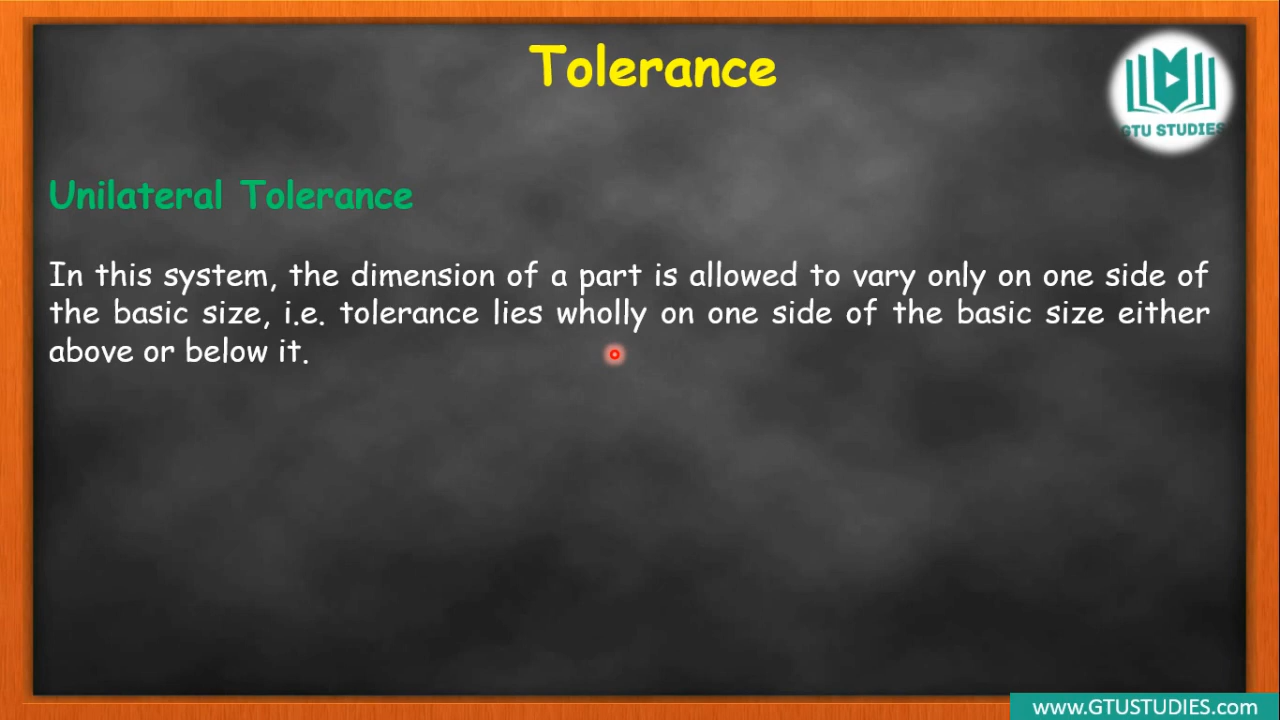 Tolerance
GTU STUDIES
Unilateral Tolerance
In this system, the dimension of a part is allowed to vary only on one side of
the basic size, i.e. tolerance lies wholly on one side of the basic size either
above or below it.
www.GTUSTUDIES.com